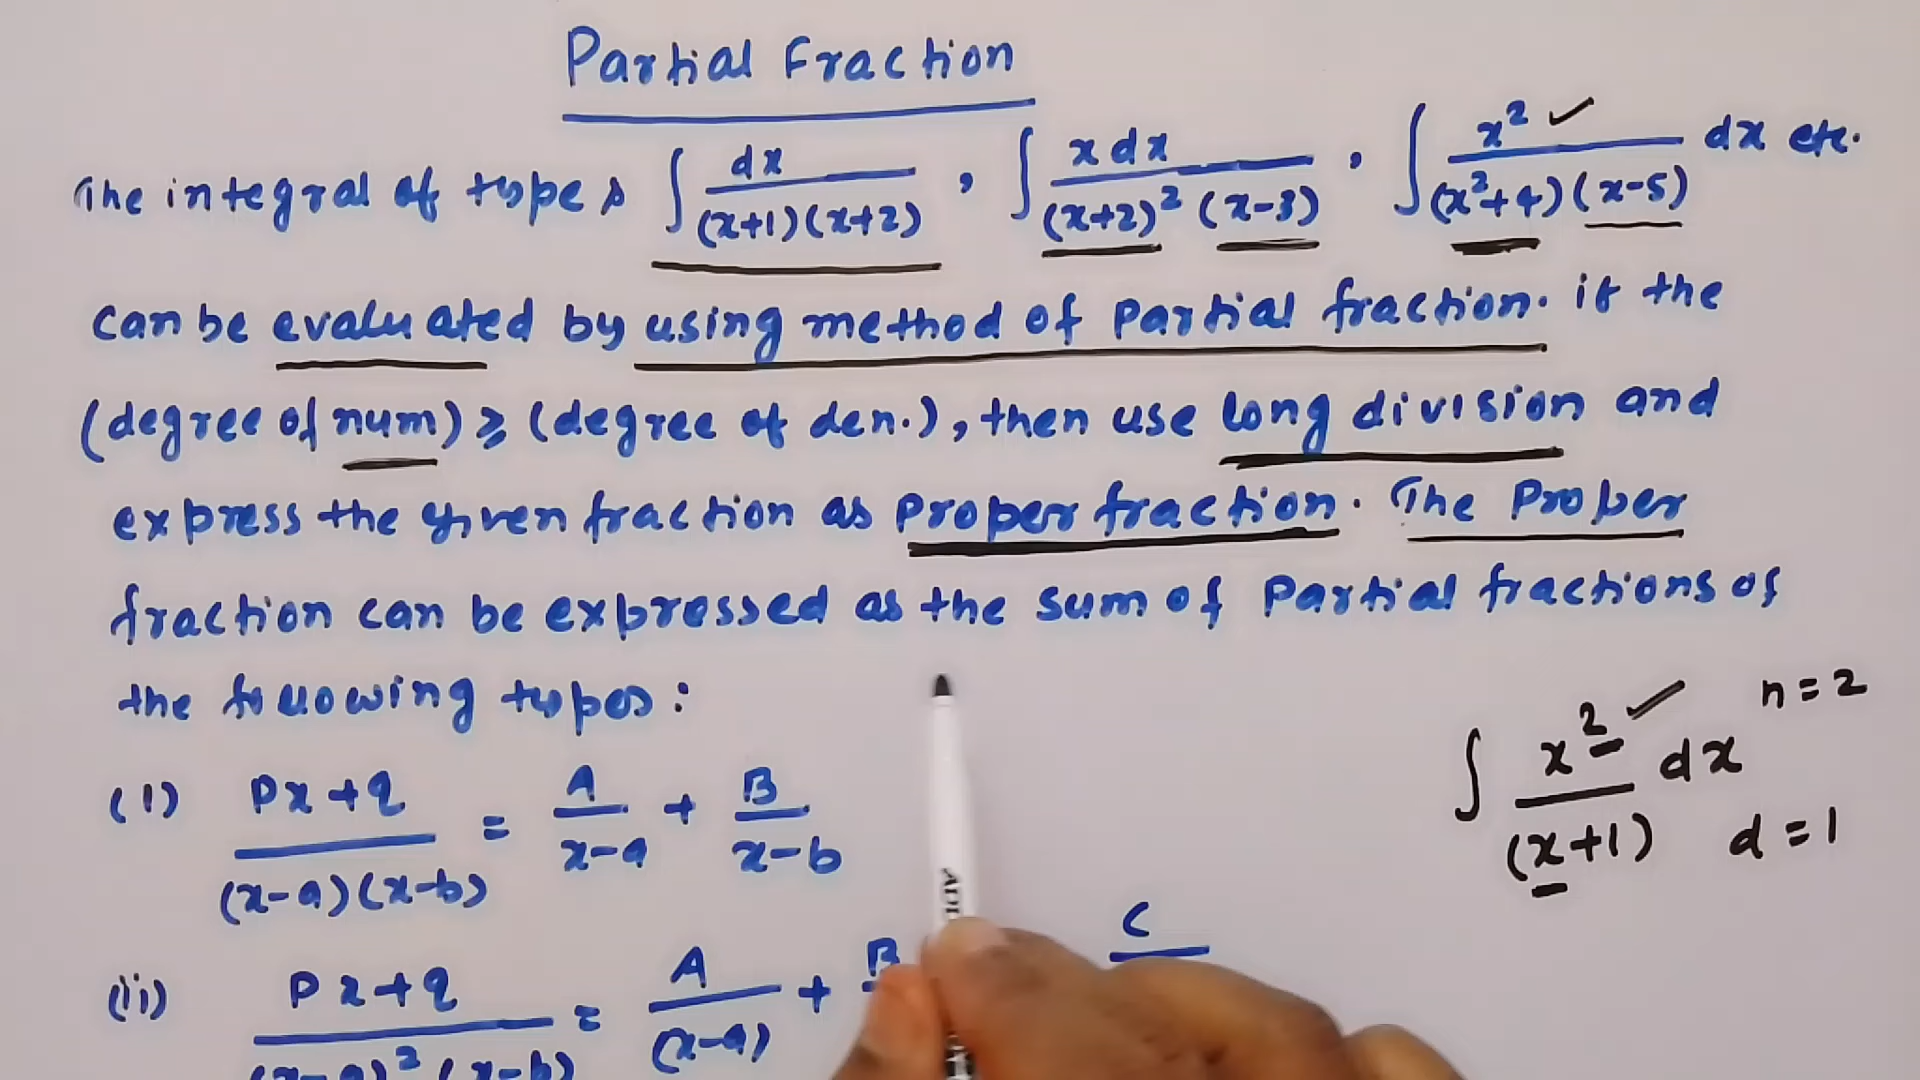 Partial Fraction
The integral of types ∫ dx/(x+1)(x+2) , ∫ x dx/(x+2)² (x-3) , ∫ x²/(x²+4)(x-5) dx etc. ✓
can be evaluated by using method of Partial fraction. if the
(degree of num) ≥ (degree of den.), then use long division and
express the given fraction as proper fraction. The Proper
fraction can be expressed as the sum of Partial fractions of
the following types:
(i) Px+q/(x-a)(x-b) = A/x-a + B/x-b
(ii) Px+q/(x-a)² (x-b) = A/(x-a) + B C
∫ x²/(x+1) dx ✓ n=2 d=1